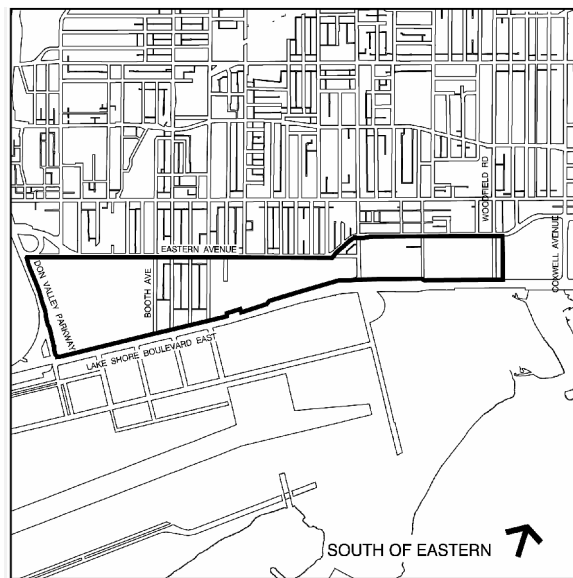 WOODFIELD RD
COXWELL AVENUE
EASTERN AVENUE
DON VALLEY PARKWAY
BOOTH AVE
LAKE SHORE BOULEVARD EAST
SOUTH OF EASTERN